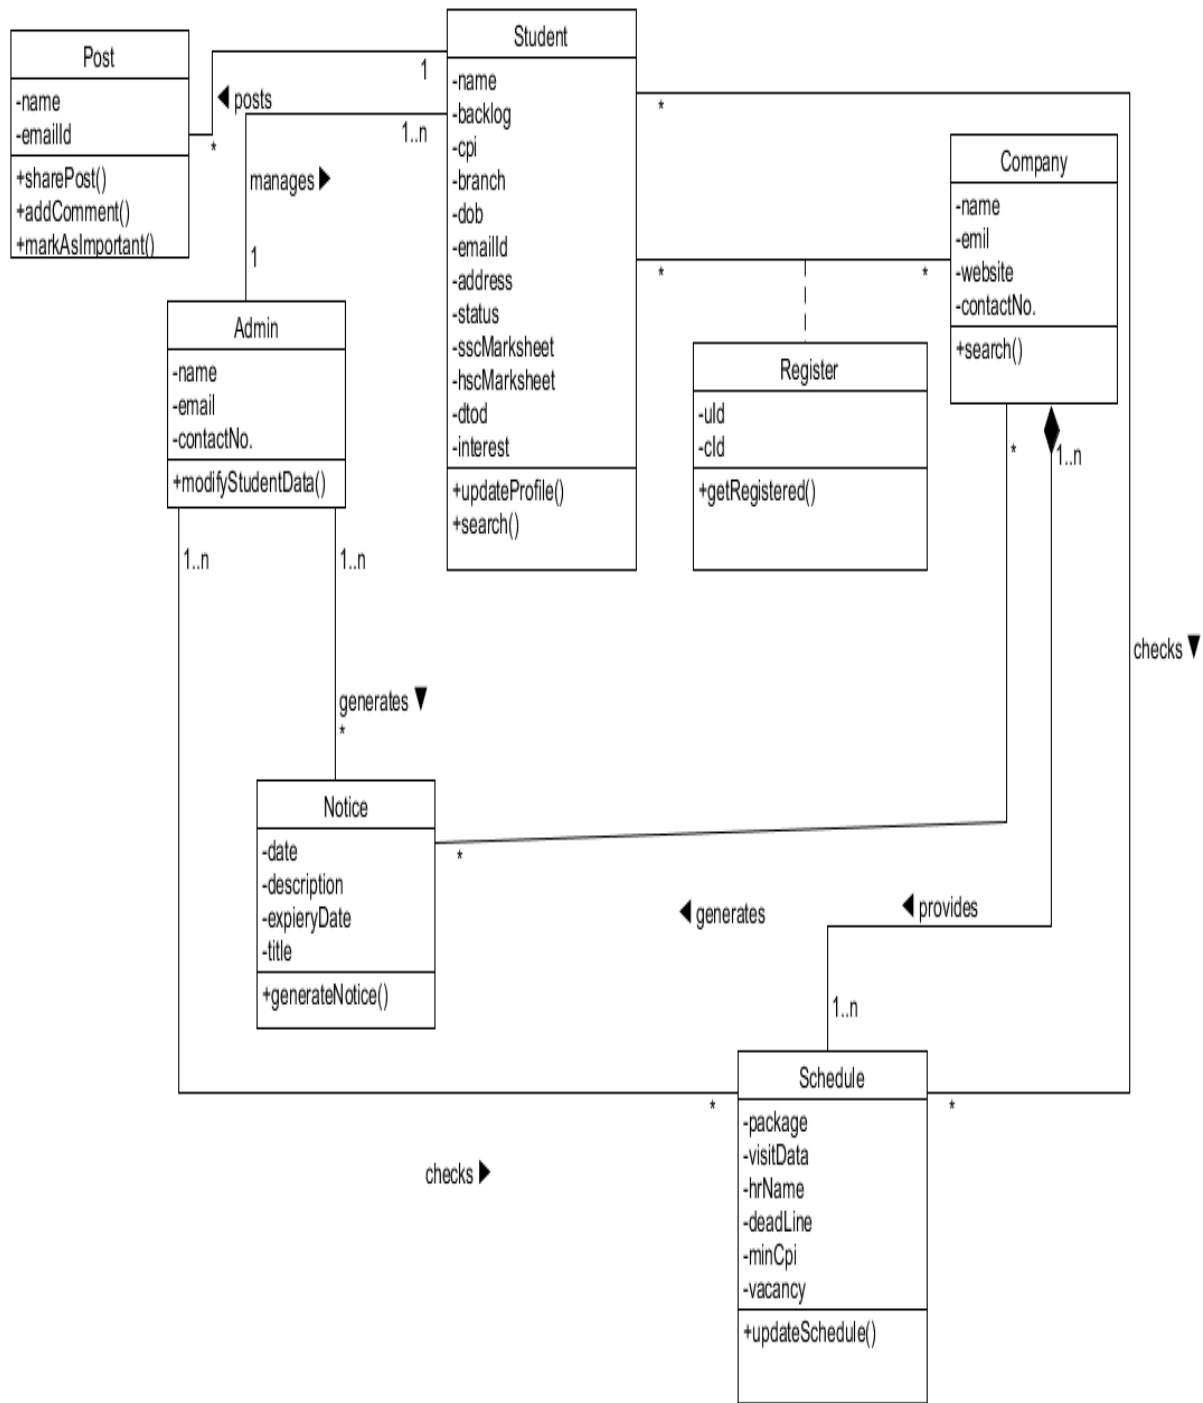 Post
-name
-emailId
+sharePost()
+addComment()
+markAsImportant()
Student
-name
-backlog
-cpi
-branch
-dob
-emailId
-address
-status
-sscMarksheet
-hscMarksheet
-dtod
-interest
+updateProfile()
+search()
1
posts
*
1..n
manages
1
*
Company
-name
-emil
-website
-contactNo.
+search()
*
*
Admin
-name
-email
-contactNo.
+modifyStudentData()
Register
-uId
-cId
+getRegistered()
*
1..n
1..n
1..n
checks
generates
*
Notice
-date
-description
-expieryDate
-title
+generateNotice()
*
generates
provides
1..n
Schedule
-package
-visitData
-hrName
-deadLine
-minCpi
-vacancy
+updateSchedule()
*
*
checks